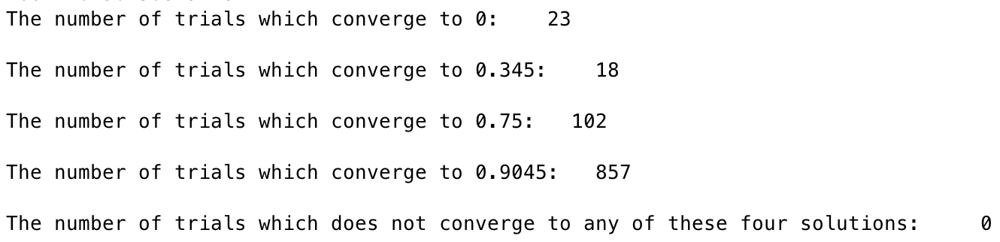 The number of trials which converge to 0:    23
The number of trials which converge to 0.345:    18
The number of trials which converge to 0.75:   102
The number of trials which converge to 0.9045:   857
The number of trials which does not converge to any of these four solutions:     0